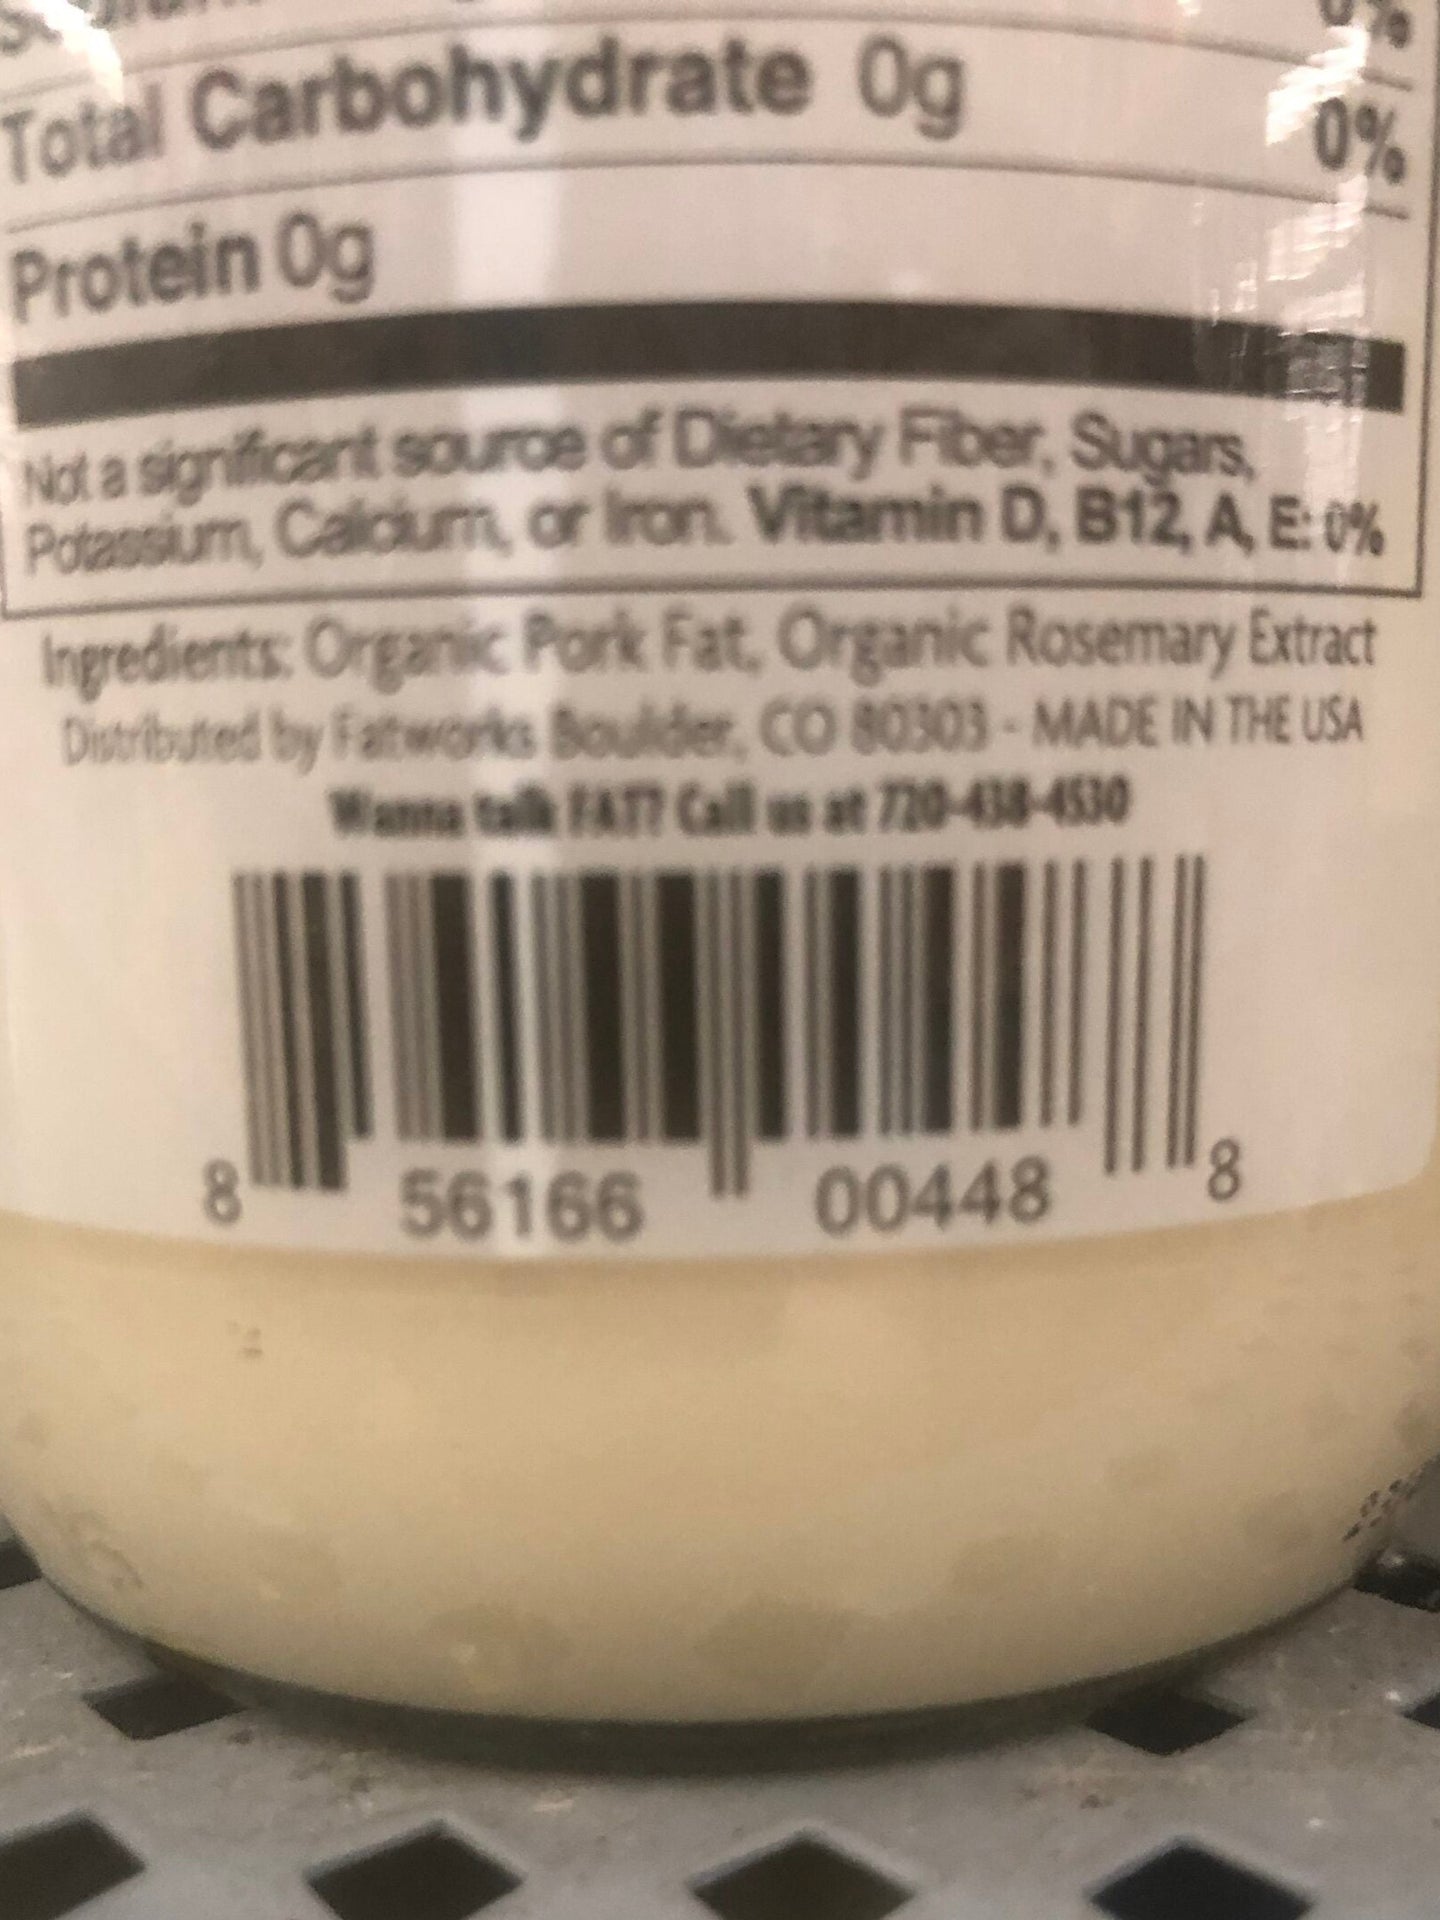 0%
Total Carbohydrate 0g 0%
Protein 0g
Not a significant source of Dietary Fiber, Sugars,
Potassium, Calcium, or Iron. Vitamin D, B12, A, E: 0%
Ingredients: Organic Pork Fat, Organic Rosemary Extract
Distributed by Fatworks Boulder, CO 80303 - MADE IN THE USA
Wanna talk FAT? Call us at 720-438-4530
8 56166 00448 8